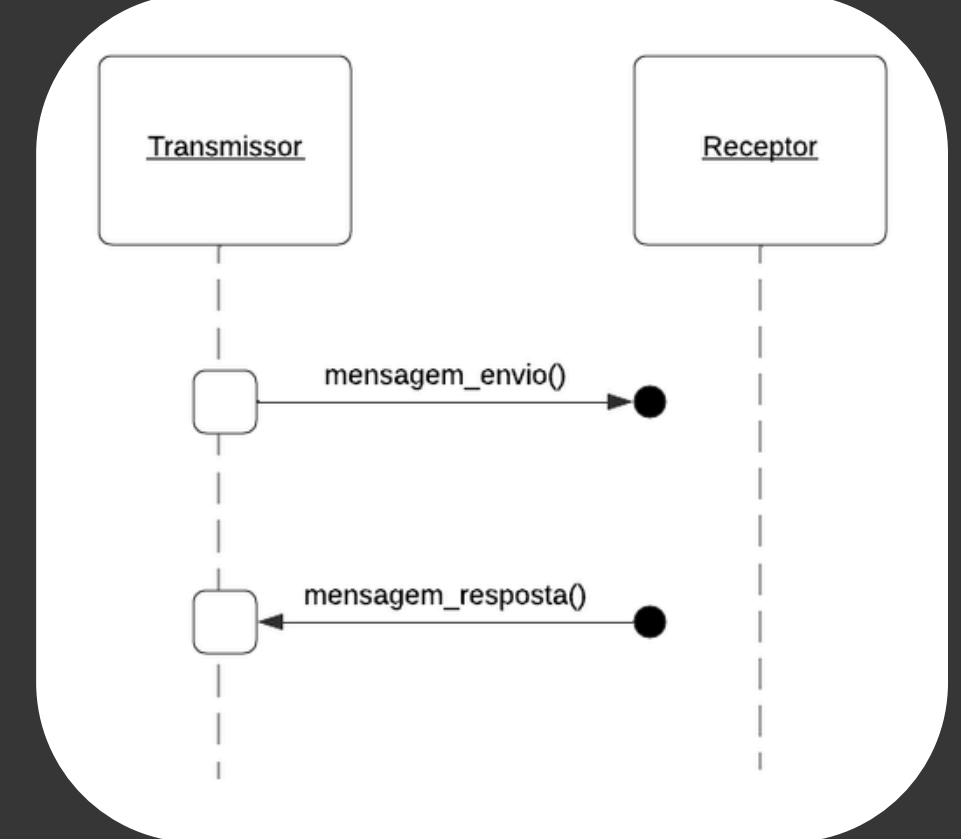 Transmissor
Receptor
mensagem_envio()
mensagem_resposta()